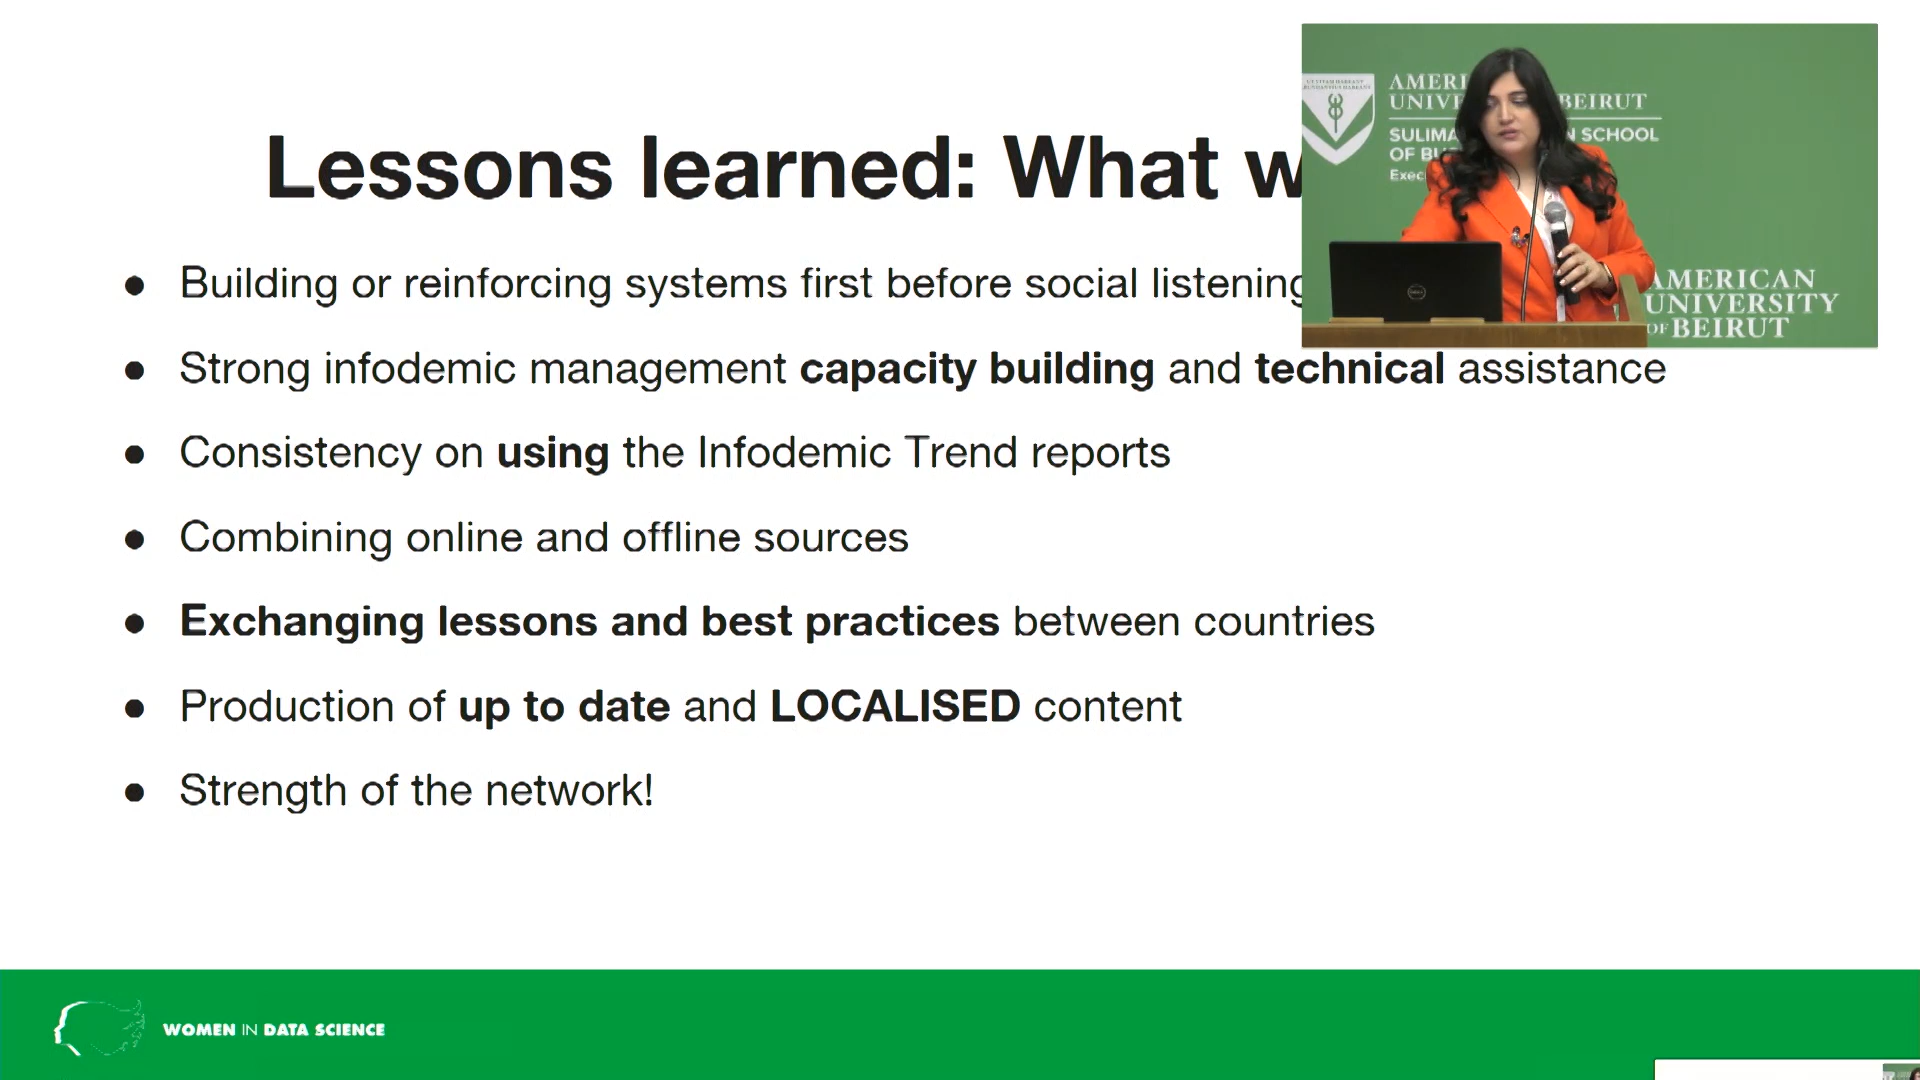 Lessons learned: What w
Building or reinforcing systems first before social listening
Strong infodemic management capacity building and technical assistance
Consistency on using the Infodemic Trend reports
Combining online and offline sources
Exchanging lessons and best practices between countries
Production of up to date and LOCALISED content
Strength of the network!
AMERI
UNIVE BEIRUT
SULIMA N SCHOOL
OF BU
Exec
AMERICAN
UNIVERSITY
OF BEIRUT
WOMEN IN DATA SCIENCE